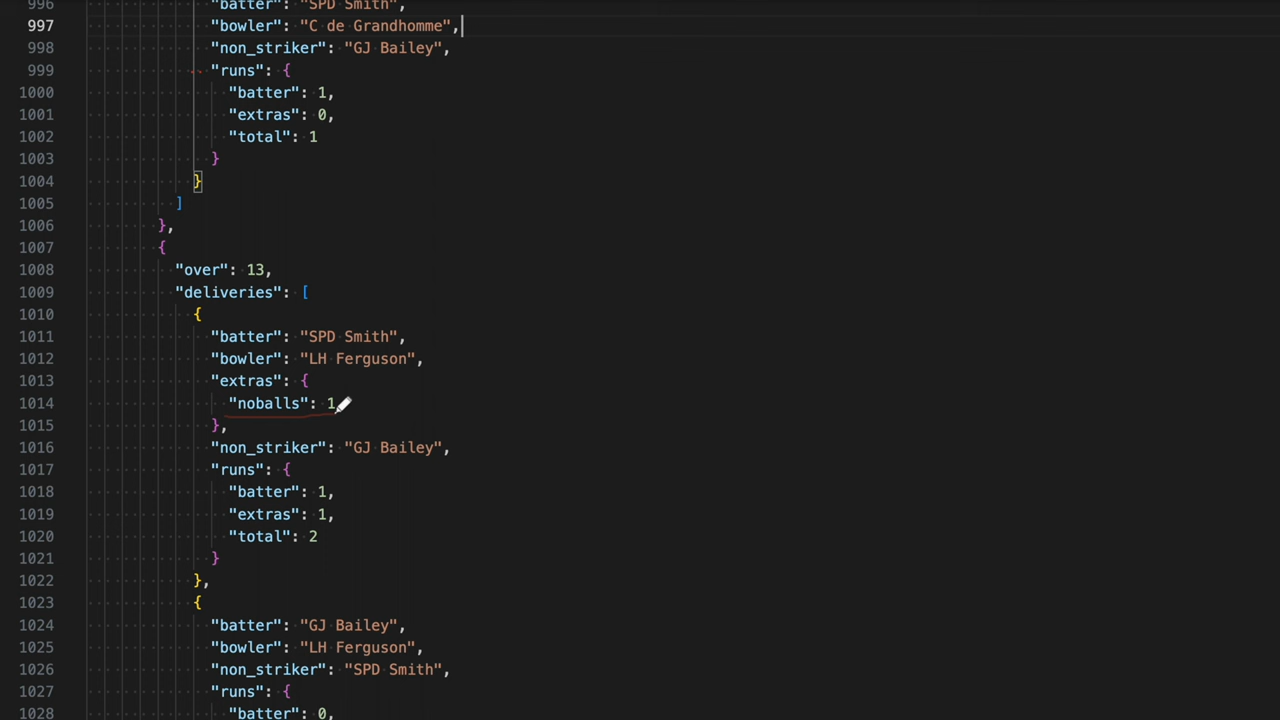 996 "batter": "SPD Smith",
997 "bowler": "C de Grandhomme",
998 "non_striker": "GJ Bailey",
999 "runs": {
1000 "batter": 1,
1001 "extras": 0,
1002 "total": 1
1003 }
1004 }
1005 ]
1006 },
1007 {
1008 "over": 13,
1009 "deliveries": [
1010 {
1011 "batter": "SPD Smith",
1012 "bowler": "LH Ferguson",
1013 "extras": {
1014 "noballs": 1
1015 },
1016 "non_striker": "GJ Bailey",
1017 "runs": {
1018 "batter": 1,
1019 "extras": 1,
1020 "total": 2
1021 }
1022 },
1023 {
1024 "batter": "GJ Bailey",
1025 "bowler": "LH Ferguson",
1026 "non_striker": "SPD Smith",
1027 "runs": {
1028 "batter": 0,